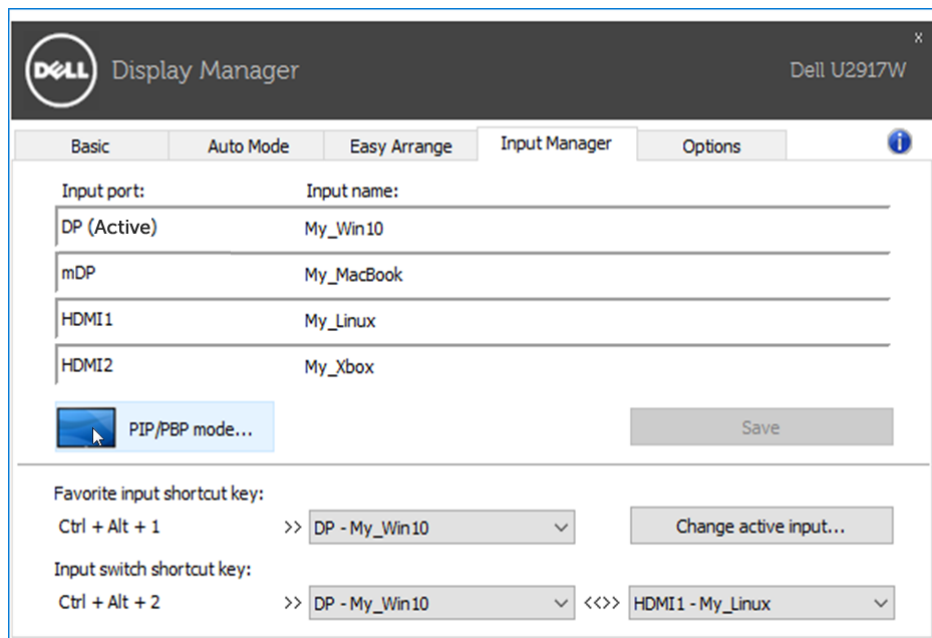 x
DELL Display Manager Dell U2917W
Basic Auto Mode Easy Arrange Input Manager Options
Input port: Input name:
DP (Active) My_Win10
mDP My_MacBook
HDMI1 My_Linux
HDMI2 My_Xbox
PIP/PBP mode... Save
Favorite input shortcut key:
Ctrl + Alt + 1 >> DP - My_Win10 Change active input...
Input switch shortcut key:
Ctrl + Alt + 2 >> DP - My_Win10 <<>> HDMI1 - My_Linux